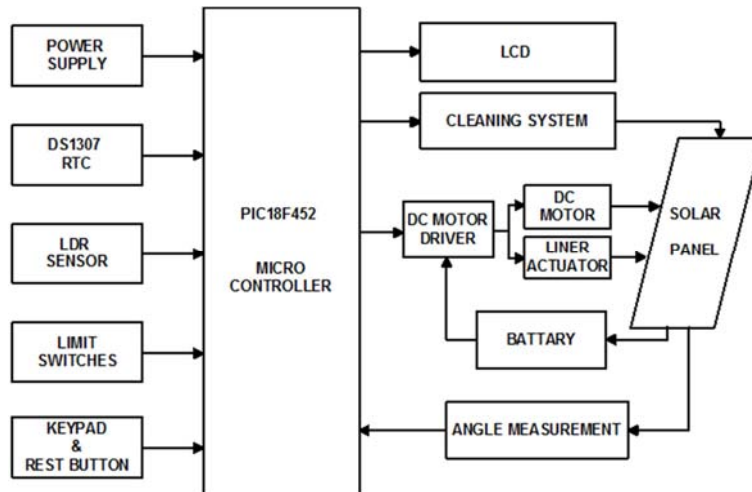 POWER
SUPPLY
DS1307
RTC
LDR
SENSOR
LIMIT
SWITCHES
KEYPAD
&
REST BUTTON
PIC18F452
MICRO
CONTROLLER
LCD
CLEANING SYSTEM
DC MOTOR
DRIVER
DC
MOTOR
LINER
ACTUATOR
SOLAR
PANEL
BATTARY
ANGLE MEASUREMENT